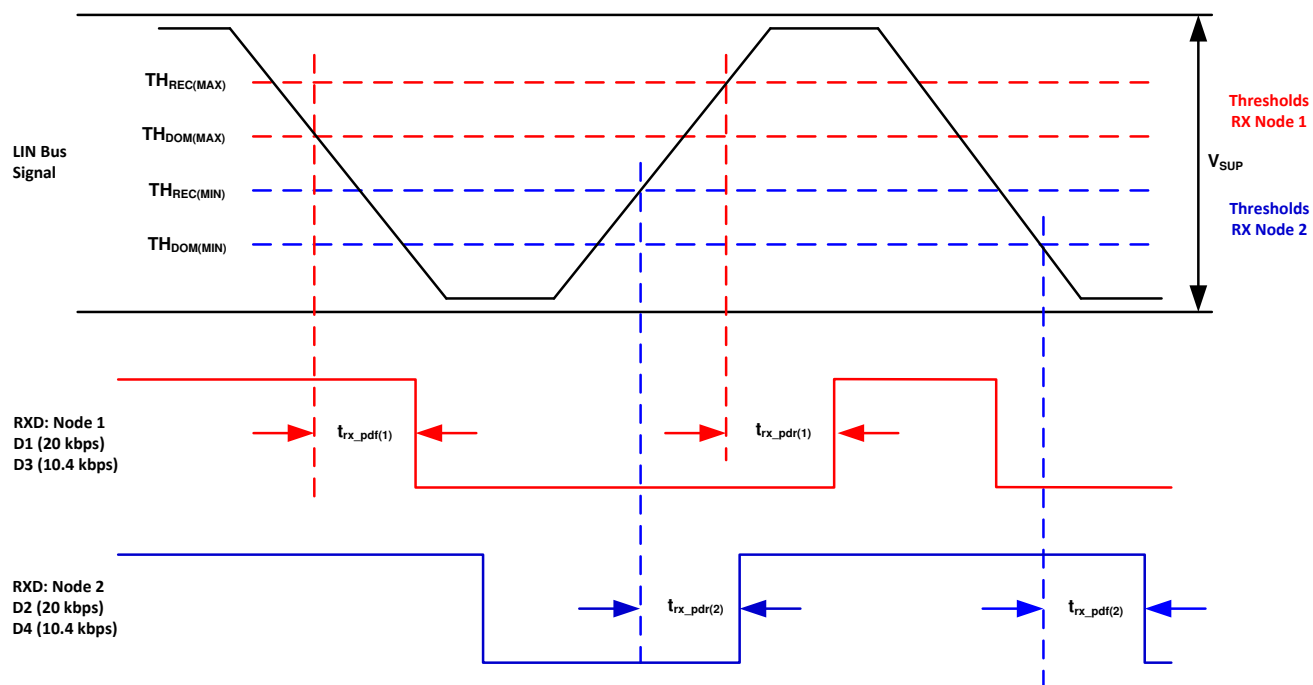 THREC(MAX)
THDOM(MAX)
THREC(MIN)
THDOM(MIN)
LIN Bus
Signal
VSUP
Thresholds
RX Node 1
Thresholds
RX Node 2
RXD: Node 1
D1 (20 kbps)
D3 (10.4 kbps)
trx_pdf(1)
trx_pdr(1)
RXD: Node 2
D2 (20 kbps)
D4 (10.4 kbps)
trx_pdr(2)
trx_pdf(2)